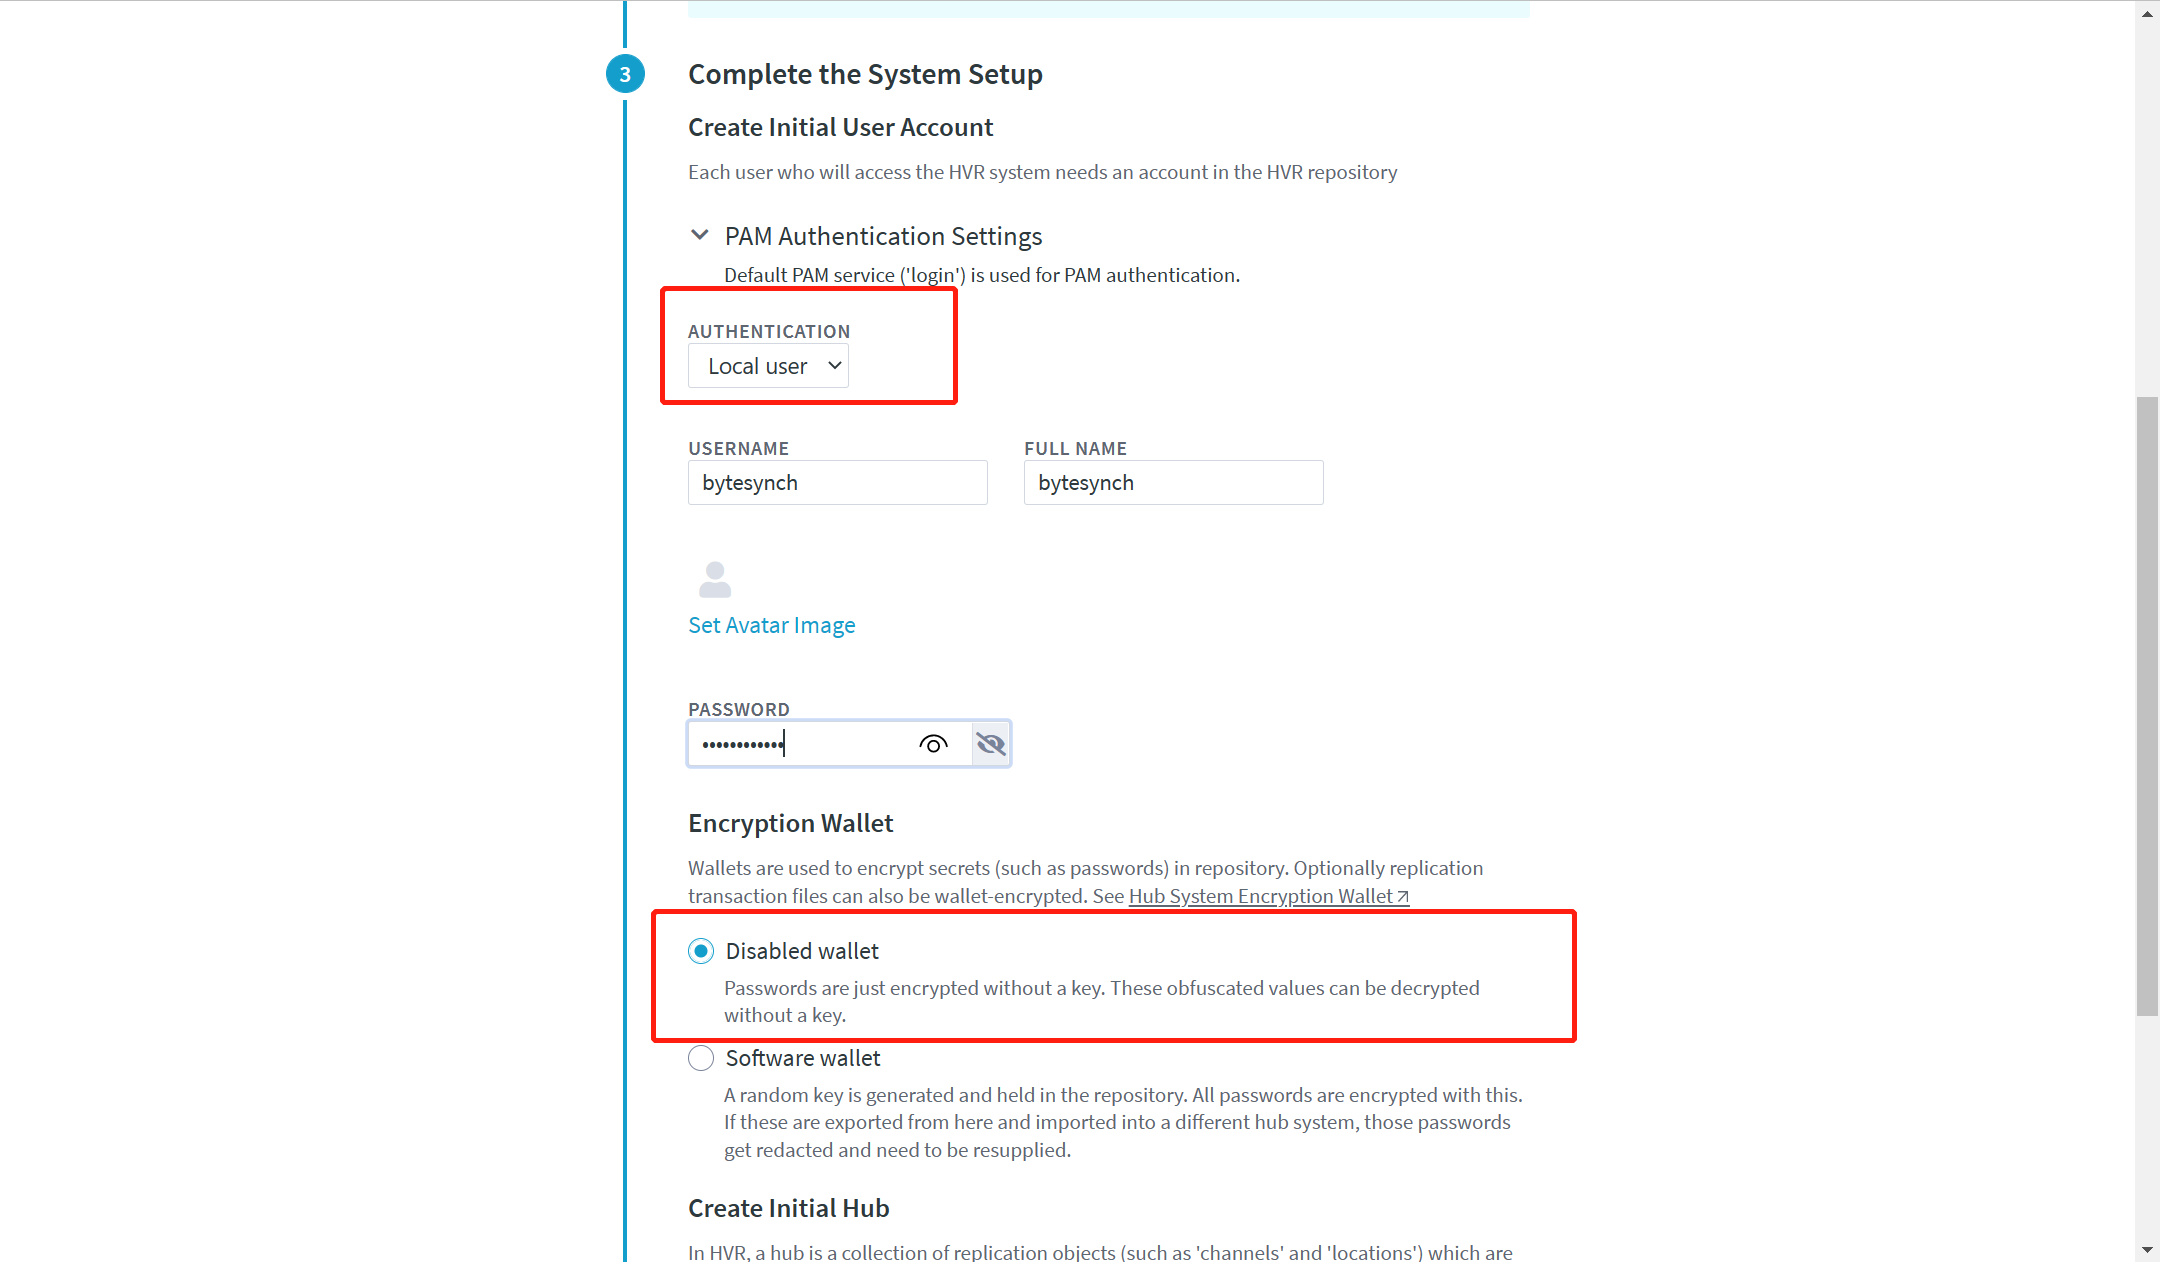 3
Complete the System Setup
Create Initial User Account
Each user who will access the HVR system needs an account in the HVR repository
PAM Authentication Settings
Default PAM service ('login') is used for PAM authentication.
AUTHENTICATION
Local user
USERNAME
FULL NAME
bytesynch
bytesynch
Set Avatar Image
PASSWORD
••••••••••••
Encryption Wallet
Wallets are used to encrypt secrets (such as passwords) in repository. Optionally replication
transaction files can also be wallet-encrypted. See Hub System Encryption Wallet
Disabled wallet
Passwords are just encrypted without a key. These obfuscated values can be decrypted
without a key.
Software wallet
A random key is generated and held in the repository. All passwords are encrypted with this.
If these are exported from here and imported into a different hub system, those passwords
get redacted and need to be resupplied.
Create Initial Hub
In HVR, a hub is a collection of replication objects (such as 'channels' and 'locations') which are